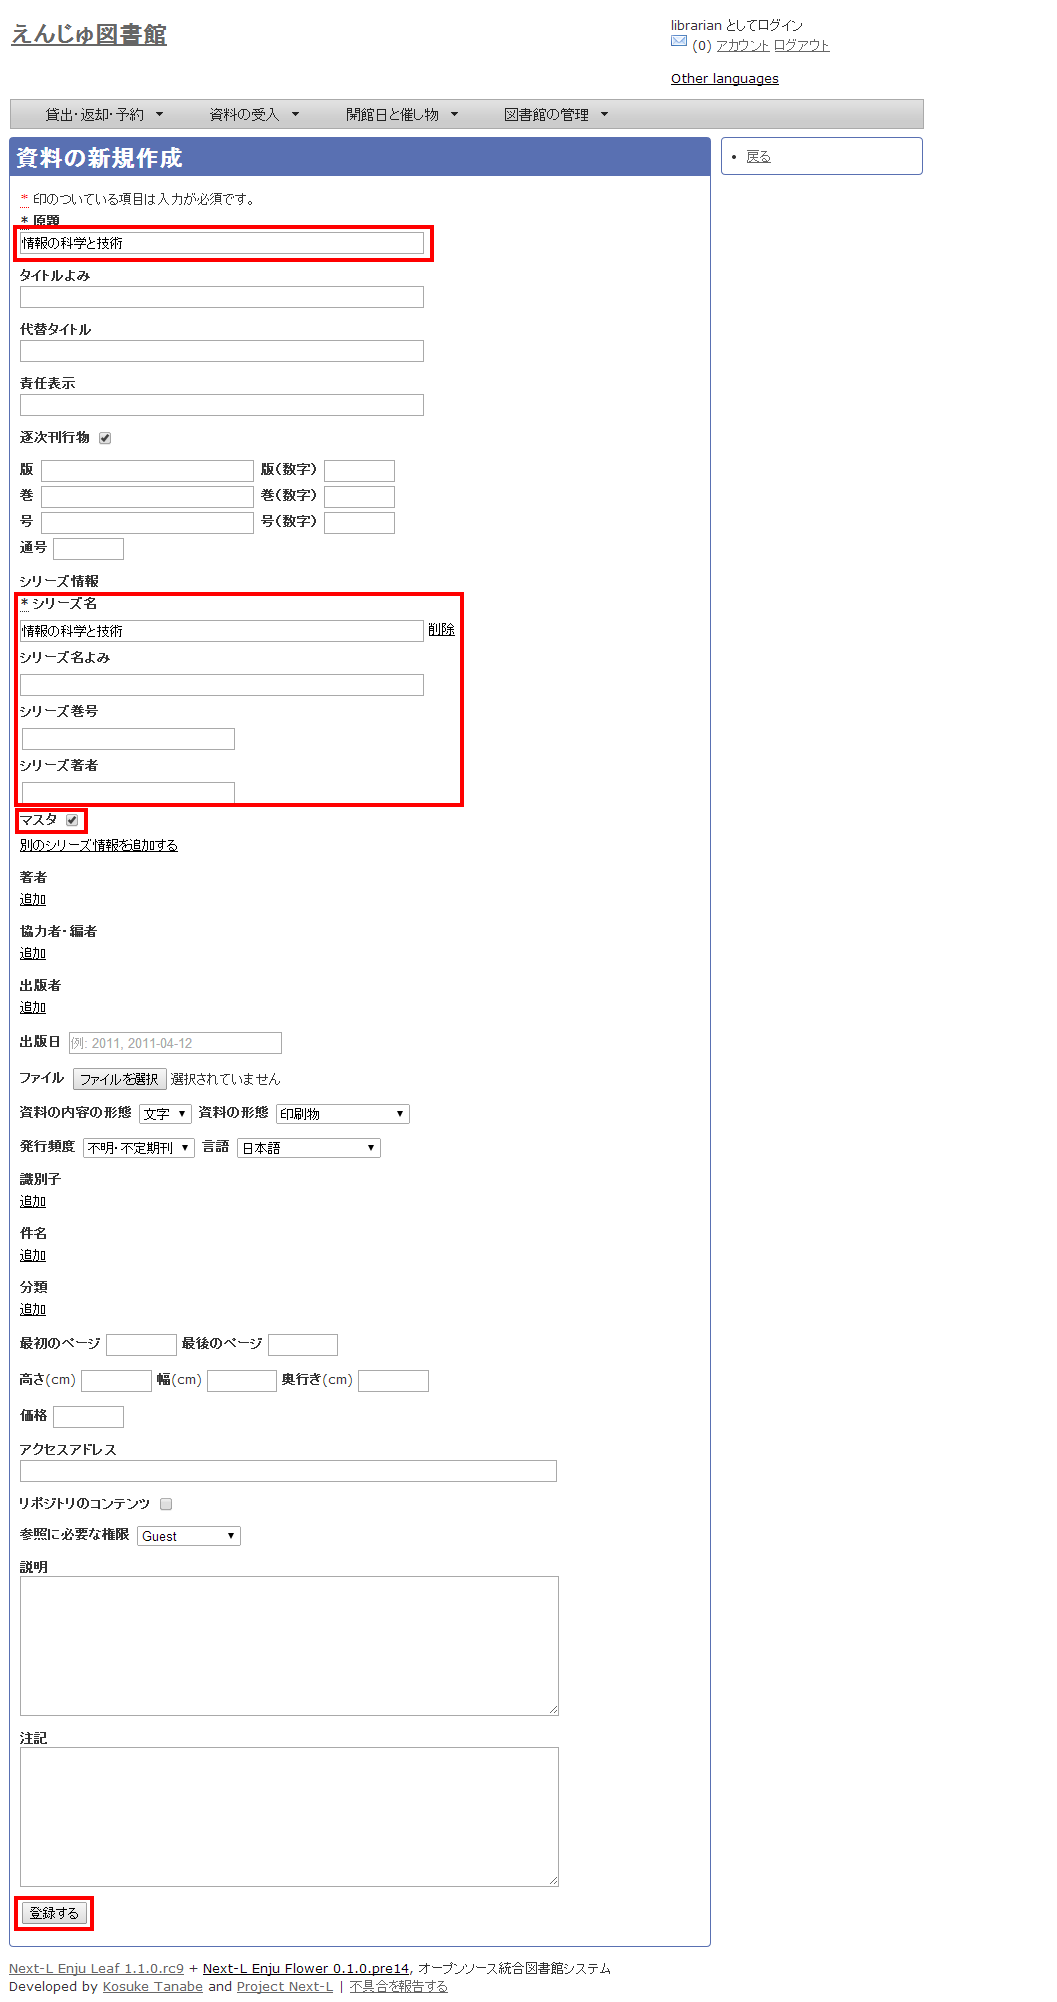 えんじゅ図書館
librarian としてログイン
(0) アカウント ログアウト
Other languages
貸出・返却・予約 ▼ 資料の受入 ▼ 開館日と催し物 ▼ 図書館の管理 ▼
資料の新規作成
• 戻る
* 印のついている項目は入力が必須です。
* 原題
情報の科学と技術
タイトルよみ
代替タイトル
責任表示
逐次刊行物
版 版(数字)
巻 巻(数字)
号 号(数字)
通号
シリーズ情報
* シリーズ名
情報の科学と技術 削除
シリーズ名よみ
シリーズ巻号
シリーズ著者
マスタ
別のシリーズ情報を追加する
著者
追加
協力者・編者
追加
出版者
追加
出版日 例: 2011, 2011-04-12
ファイル ファイルを選択 選択されていません
資料の内容の形態 文字 ▼ 資料の形態 印刷物 ▼
発行頻度 不明・不定期刊 ▼ 言語 日本語 ▼
識別子
追加
件名
追加
分類
追加
最初のページ 最後のページ
高さ(cm) 幅(cm) 奥行き(cm)
価格
アクセスアドレス
リポジトリのコンテンツ
参照に必要な権限 Guest ▼
説明
注記
登録する
Next-L Enju Leaf 1.1.0.rc9 + Next-L Enju Flower 0.1.0.pre14, オープンソース統合図書館システム
Developed by Kosuke Tanabe and Project Next-L | 不具合を報告する